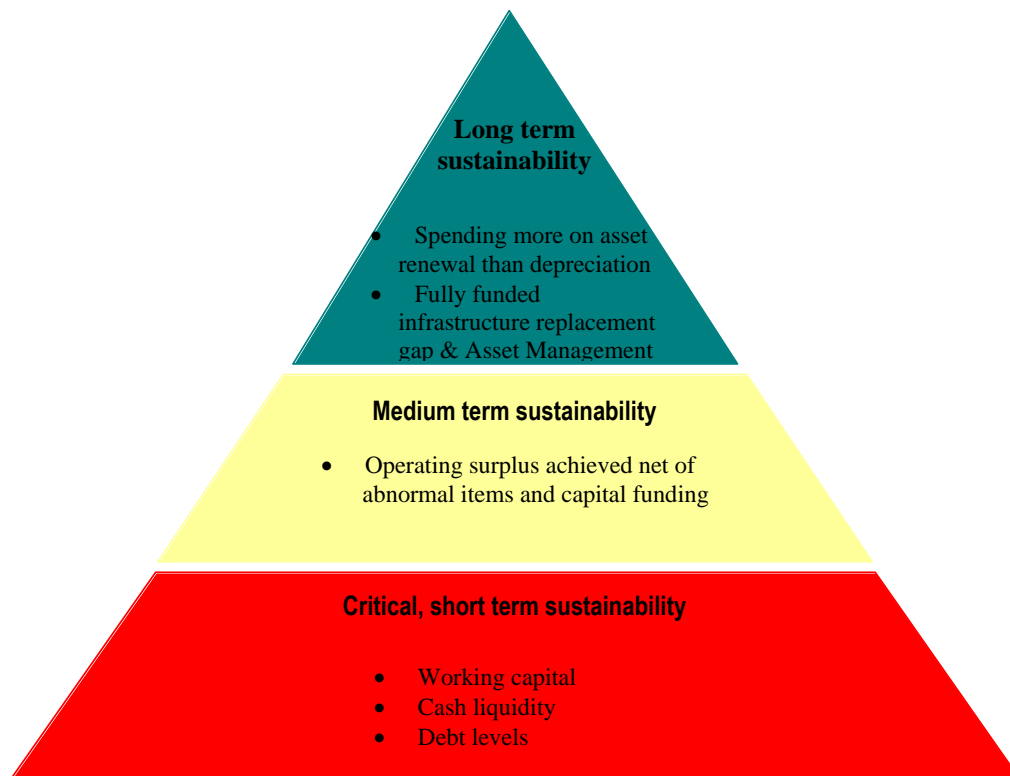 Long term
sustainability
• Spending more on asset
renewal than depreciation
• Fully funded
infrastructure replacement
gap & Asset Management
Medium term sustainability
• Operating surplus achieved net of
abnormal items and capital funding
Critical, short term sustainability
• Working capital
• Cash liquidity
• Debt levels